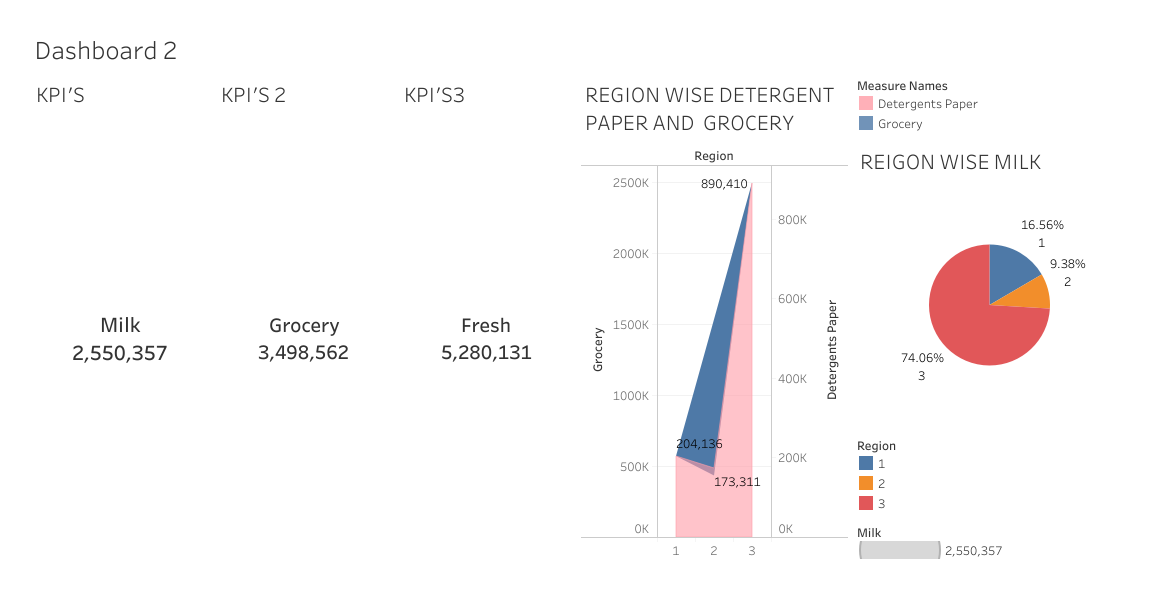 Dashboard 2
KPI'S
KPI'S 2
KPI'S3
Milk
2,550,357
Grocery
3,498,562
Fresh
5,280,131
REGION WISE DETERGENT
PAPER AND  GROCERY
Region
2500K
2000K
1500K
1000K
500K
0K
Grocery
890,410
204,136
173,311
800K
600K
400K
200K
0K
Detergents Paper
1
2
3
Measure Names
Detergents Paper
Grocery
REIGON WISE MILK
16.56%
1
9.38%
2
74.06%
3
Region
1
2
3
Milk
2,550,357